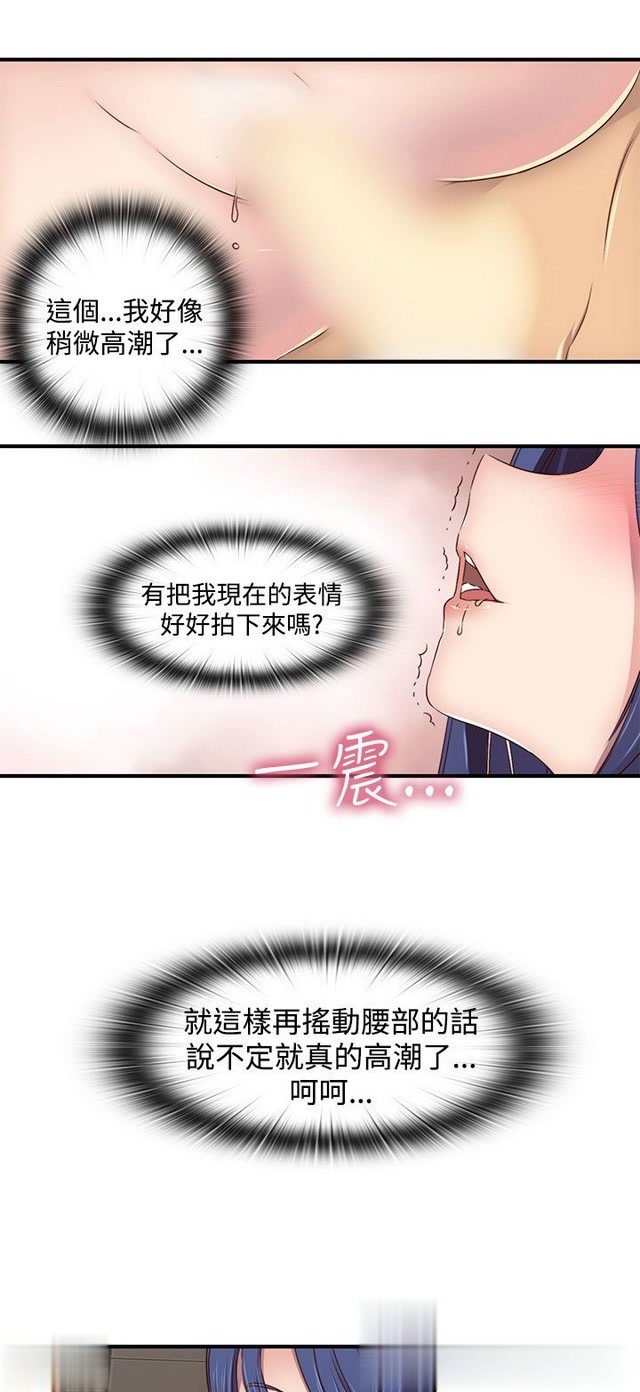 這個...我好像
稍微高潮了...
有把我現在的表情
好好拍下來嗎?
一震...
就這樣再搖動腰部的話
說不定就真的高潮了...
呵呵...